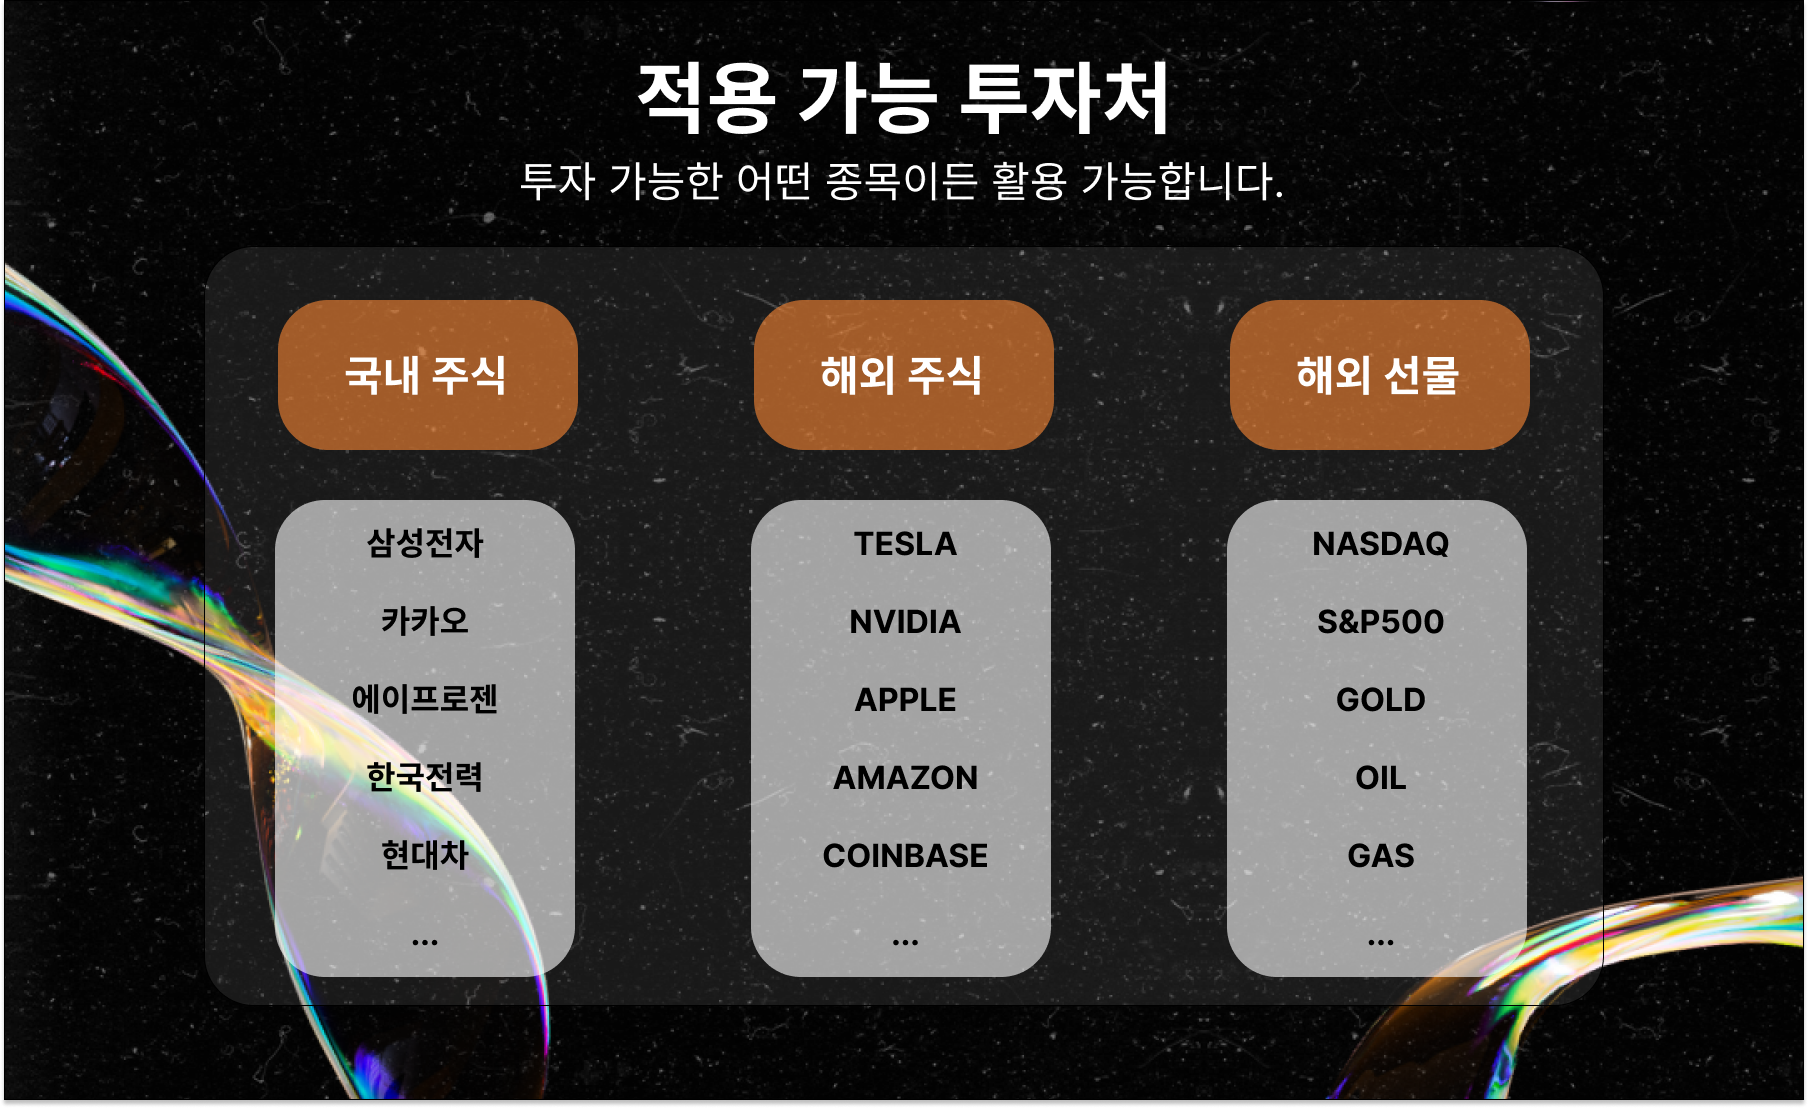 적용 가능 투자처
투자 가능한 어떤 종목이든 활용 가능합니다.
국내 주식
삼성전자
카카오
에이프로젠
한국전력
현대차
...
해외 주식
TESLA
NVIDIA
APPLE
AMAZON
COINBASE
...
해외 선물
NASDAQ
S&P500
GOLD
OIL
GAS
...